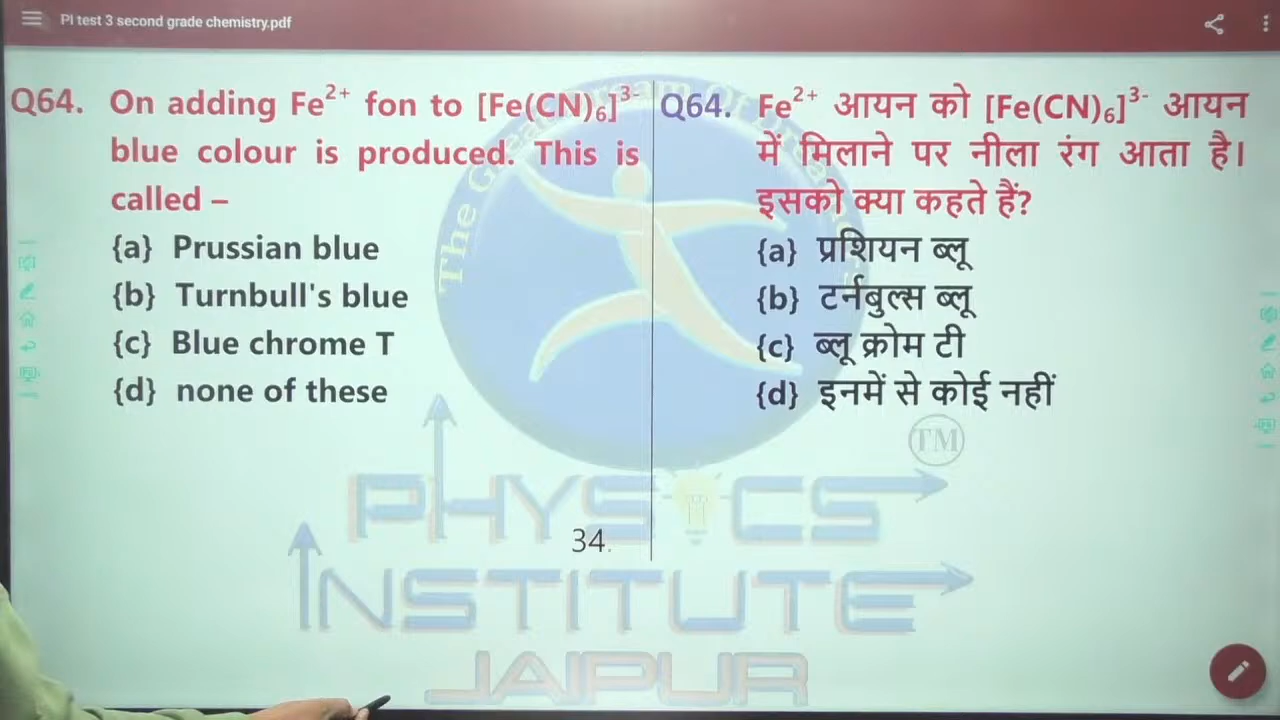 PI test 3 second grade chemistry.pdf
Q64. On adding Fe²⁺ fon to [Fe(CN)₆]³⁻
blue colour is produced. This is
called –
{a} Prussian blue
{b} Turnbull's blue
{c} Blue chrome T
{d} none of these
34.
Q64. Fe²⁺ आयन को [Fe(CN)₆]³⁻ आयन
में मिलाने पर नीला रंग आता है।
इसको क्या कहते हैं?
{a} प्रशियन ब्लू
{b} टर्नबुल्स ब्लू
{c} ब्लू क्रोम टी
{d} इनमें से कोई नहीं
TM
PHYSICS
INSTITUTE
JAIPUR